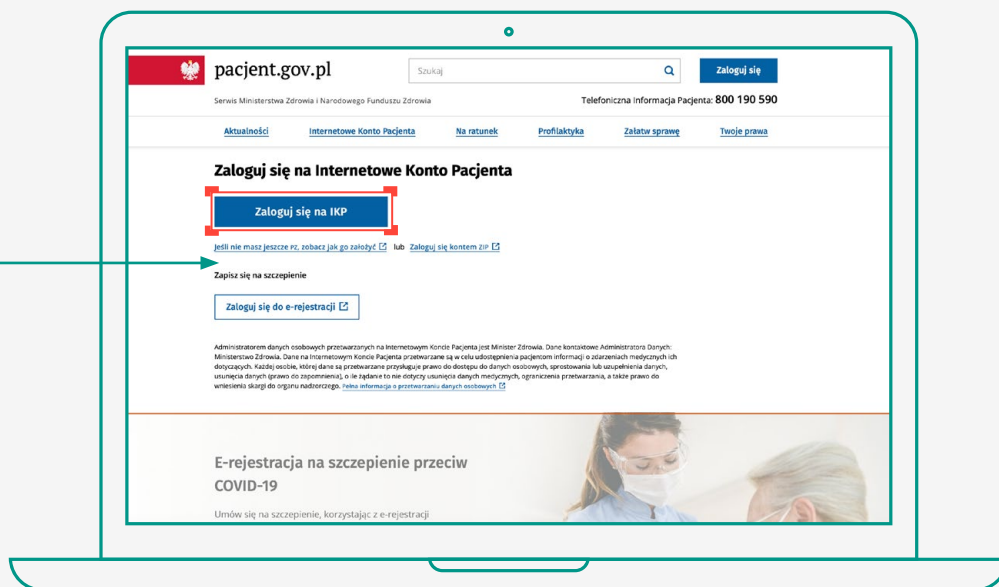 pacjent.gov.pl
Szukaj
Zaloguj się
Serwis Ministerstwa Zdrowia i Narodowego Funduszu Zdrowia
Telefoniczna Informacja Pacjenta: 800 190 590
Aktualności Internetowe Konto Pacjenta Na ratunek Profilaktyka Załatw sprawę Twoje prawa
Zaloguj się na Internetowe Konto Pacjenta
Zaloguj się na IKP
Jeśli nie masz jeszcze PZ, zobacz jak go założyć lub Zaloguj się kontem ZIP
Zapisz się na szczepienie
Zaloguj się do e-rejestracji
Administratorem danych osobowych przetwarzanych na Internetowym Koncie Pacjenta jest Minister Zdrowia. Dane kontaktowe Administratora Danych:
Ministerstwo Zdrowia. Dane na Internetowym Koncie Pacjenta przetwarzane są w celu udostępnienia pacjencom informacji o zdarzeniach medycznych ich
dotyczących. Każdej osobie, której dane są przetwarzane przysługuje prawo do dostępu do danych osobowych, sprostowania lub uzupełnienia danych,
usunięcia danych (prawo do zapomnienia), o ile żądanie to nie dotyczy usunięcia danych medycznych, ograniczenia przetwarzania, a także prawo do
wniesienia skargi do organu nadzorczego. Pełna informacja o przetwarzaniu danych osobowych
E-rejestracja na szczepienie przeciw
COVID-19
Umów się na szczepienie, korzystając z e-rejestracji